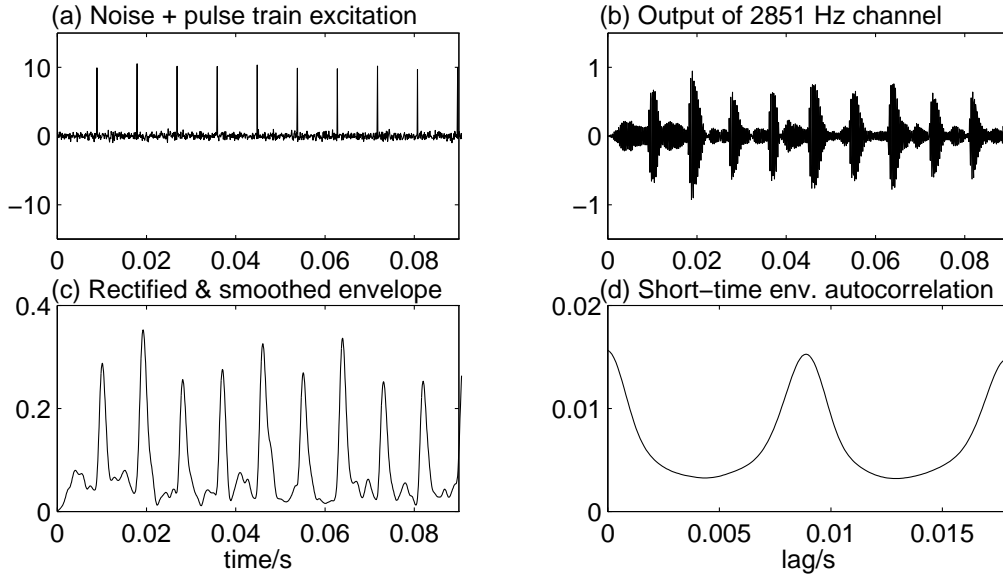 (a) Noise + pulse train excitation
10
0
−10
0 0.02 0.04 0.06 0.08
(b) Output of 2851 Hz channel
1
0
−1
0 0.02 0.04 0.06 0.08
(c) Rectified & smoothed envelope
0.4
0.2
0
0 0.02 0.04 0.06 0.08
time/s
(d) Short−time env. autocorrelation
0.02
0.01
0
0 0.005 0.01 0.015
lag/s